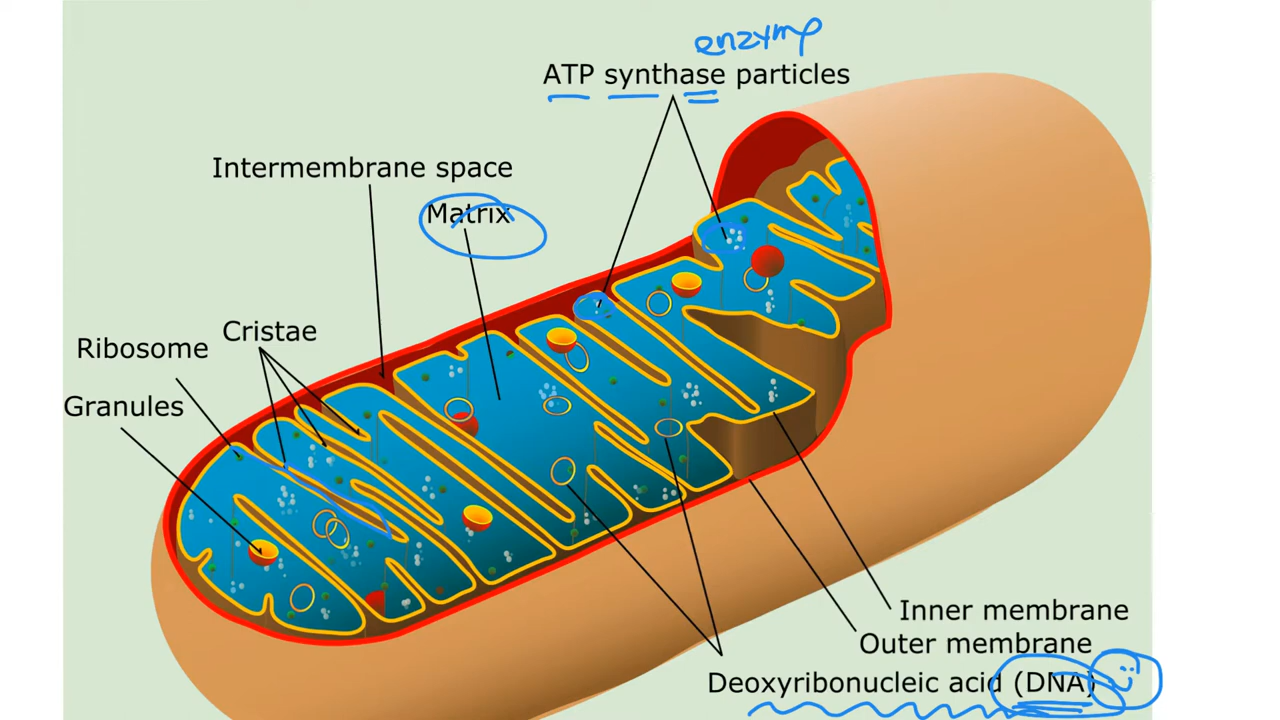 enzyme
ATP synthase particles
Intermembrane space
Matrix
Cristae
Ribosome
Granules
Inner membrane
Outer membrane
Deoxyribonucleic acid (DNA)